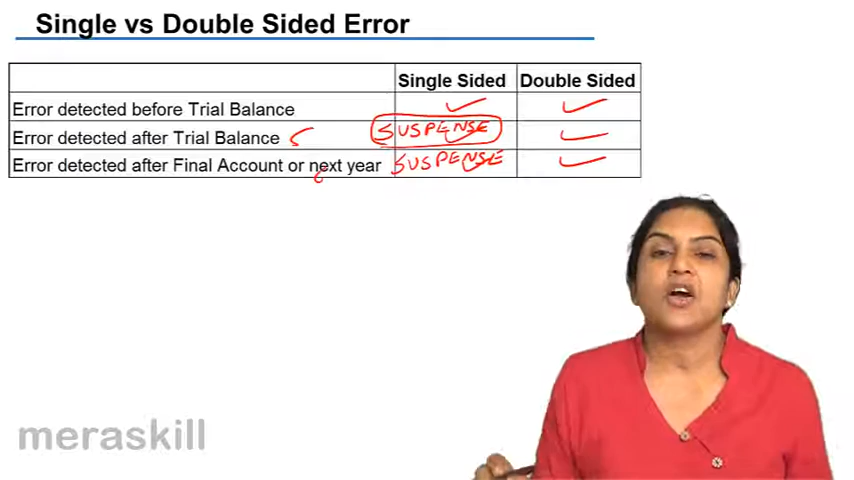 Single vs Double Sided Error
Single Sided Double Sided
Error detected before Trial Balance
Error detected after Trial Balance SUSPENSE
Error detected after Final Account or next year SUSPENSE
meraskill